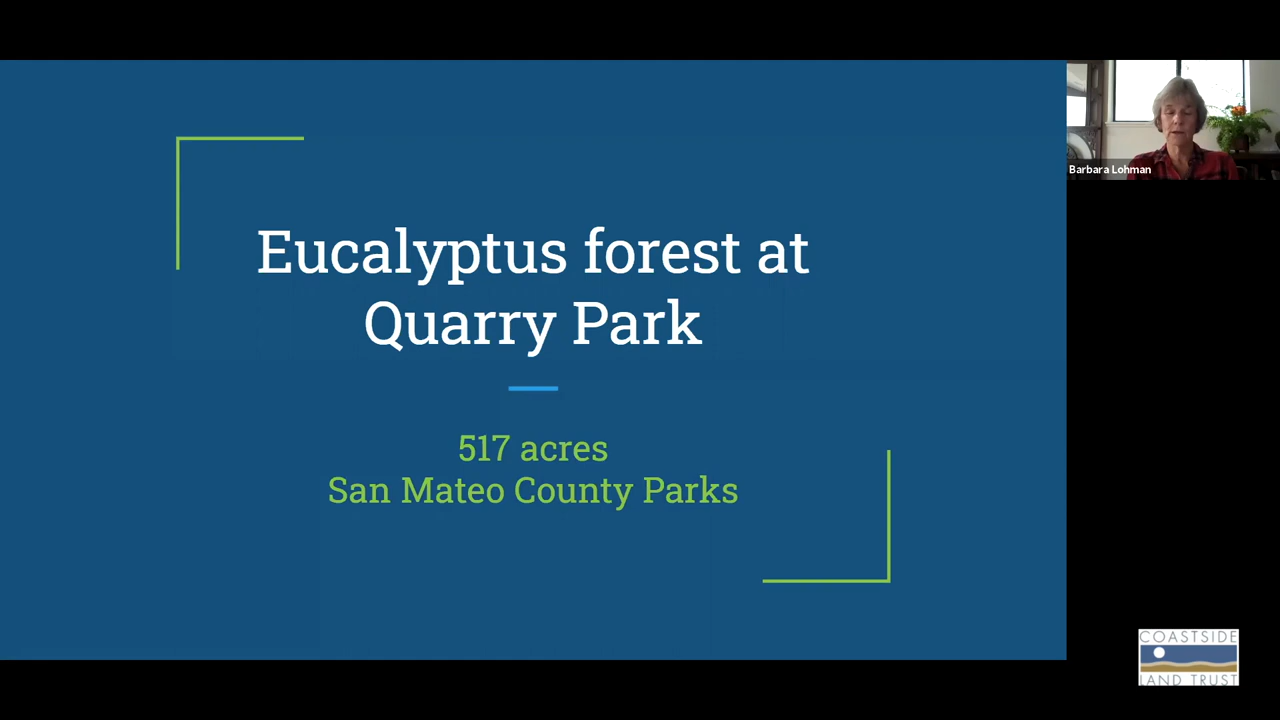 Eucalyptus forest at
Quarry Park
517 acres
San Mateo County Parks
Barbara Lohman
COASTSIDE
LAND TRUST